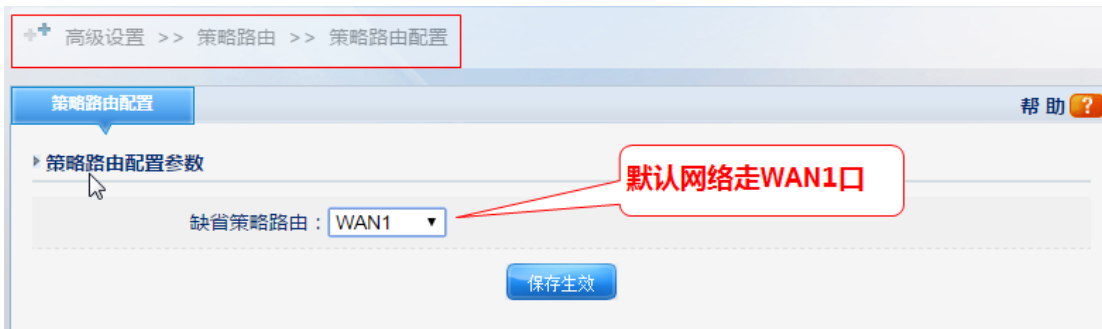 高级设置 >> 策略路由 >> 策略路由配置
策略路由配置
帮助 ?
策略路由配置参数
默认网络走WAN1口
缺省策略路由：WAN1
保存生效